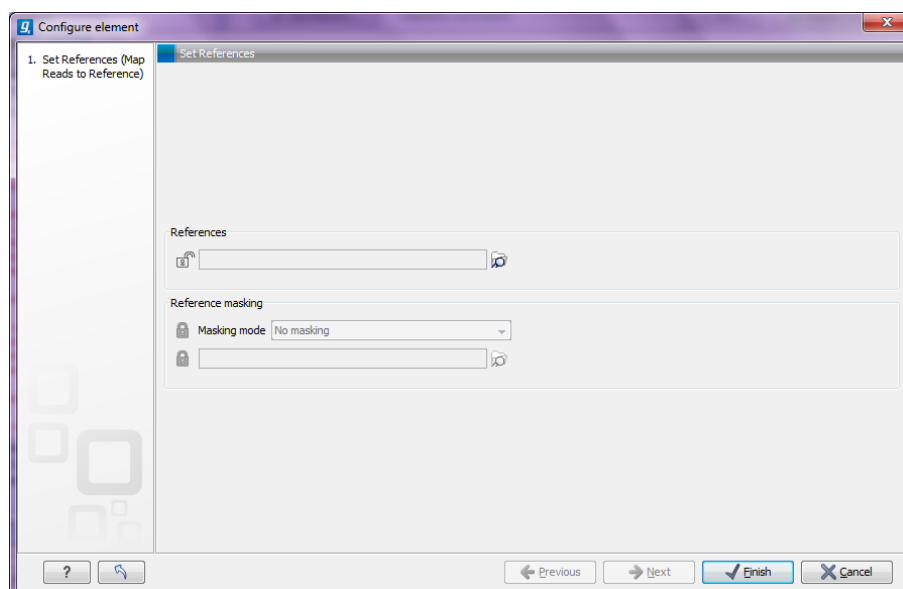 Configure element
1. Set References (Map
Reads to Reference)
Set References
References
Reference masking
Masking mode No masking
? Previous Next Finish Cancel